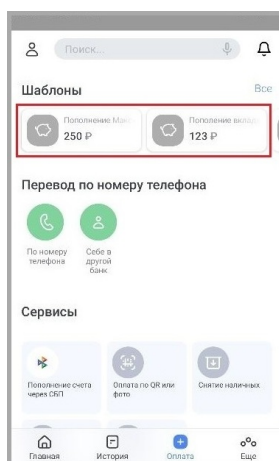 Поиск...
Шаблоны Все
Пополнение
250 ₽
Пополение вклад
123 ₽
Перевод по номеру телефона
По номеру
телефона
Себе в
другой
банк
Сервисы
Пополнение счета
через СБП
Оплата по QR или
фото
Снятие наличных
Главная История Оплата Еще